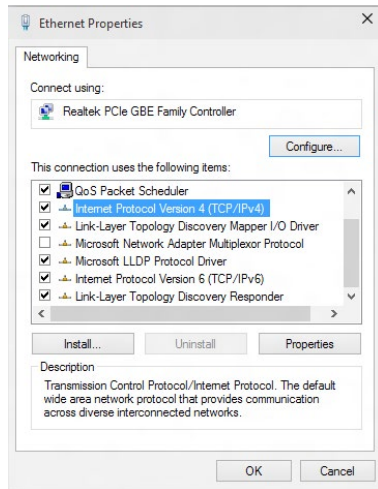 Ethernet Properties
Networking
Connect using:
Realtek PCIe GBE Family Controller
Configure...
This connection uses the following items:
QoS Packet Scheduler
Internet Protocol Version 4 (TCP/IPv4)
Link-Layer Topology Discovery Mapper I/O Driver
Microsoft Network Adapter Multiplexor Protocol
Microsoft LLDP Protocol Driver
Internet Protocol Version 6 (TCP/IPv6)
Link-Layer Topology Discovery Responder
Install...
Uninstall
Properties
Description
Transmission Control Protocol/Internet Protocol. The default
wide area network protocol that provides communication
across diverse interconnected networks.
OK
Cancel